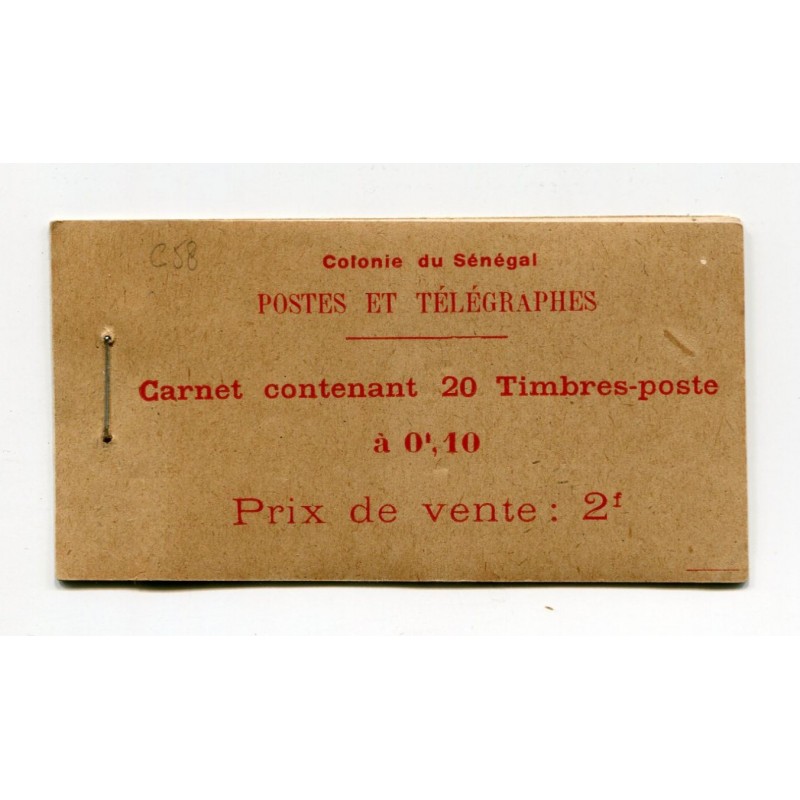 C58
Colonie du Sénégal
POSTES ET TÉLÉGRAPHES
Carnet contenant 20 Timbres-poste
à 0f,10
Prix de vente : 2f